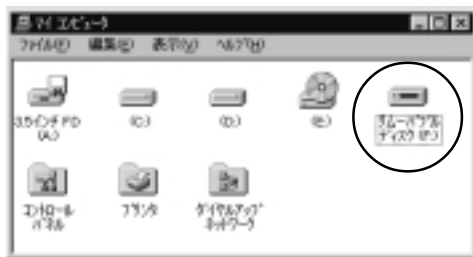 マイ コンピュータ
ファイル(F) 編集(E) 表示(V) ヘルプ(H)
3.5インチ FD
(A:)
(C:)
(D:)
(E:)
リムーバブル
ディスク (F:)
コントロール
パネル
プリンタ
ダイヤルアップ
ネットワーク